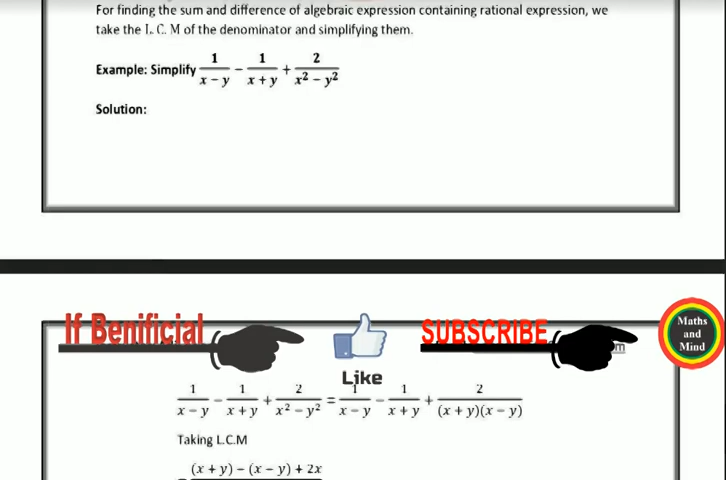 For finding the sum and difference of algebraic expression containing rational expression, we
take the L. C. M of the denominator and simplifying them.
Example: Simplify 1/(x − y) − 1/(x + y) + 2/(x² − y²)
Solution:
If Benificial
SUBSCRIBE
Maths
and
Mind
Like
1/(x − y) − 1/(x + y) + 2/(x² − y²) = 1/(x − y) − 1/(x + y) + 2/((x + y)(x − y))
Taking L.C.M
(x + y) − (x − y) + 2x